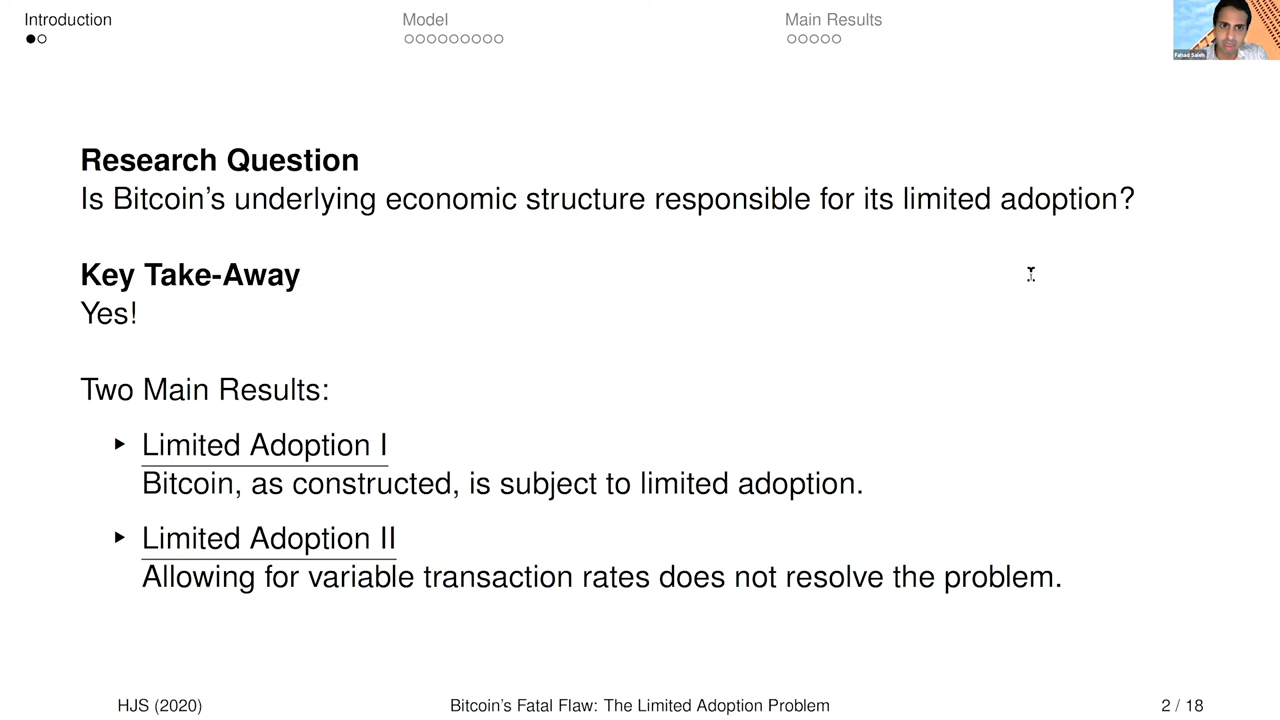 Introduction
Model
Main Results
Fahad Saleh
Research Question
Is Bitcoin's underlying economic structure responsible for its limited adoption?
Key Take-Away
Yes!
Two Main Results:
Limited Adoption I
Bitcoin, as constructed, is subject to limited adoption.
Limited Adoption II
Allowing for variable transaction rates does not resolve the problem.
HJS (2020)
Bitcoin's Fatal Flaw: The Limited Adoption Problem
2 / 18